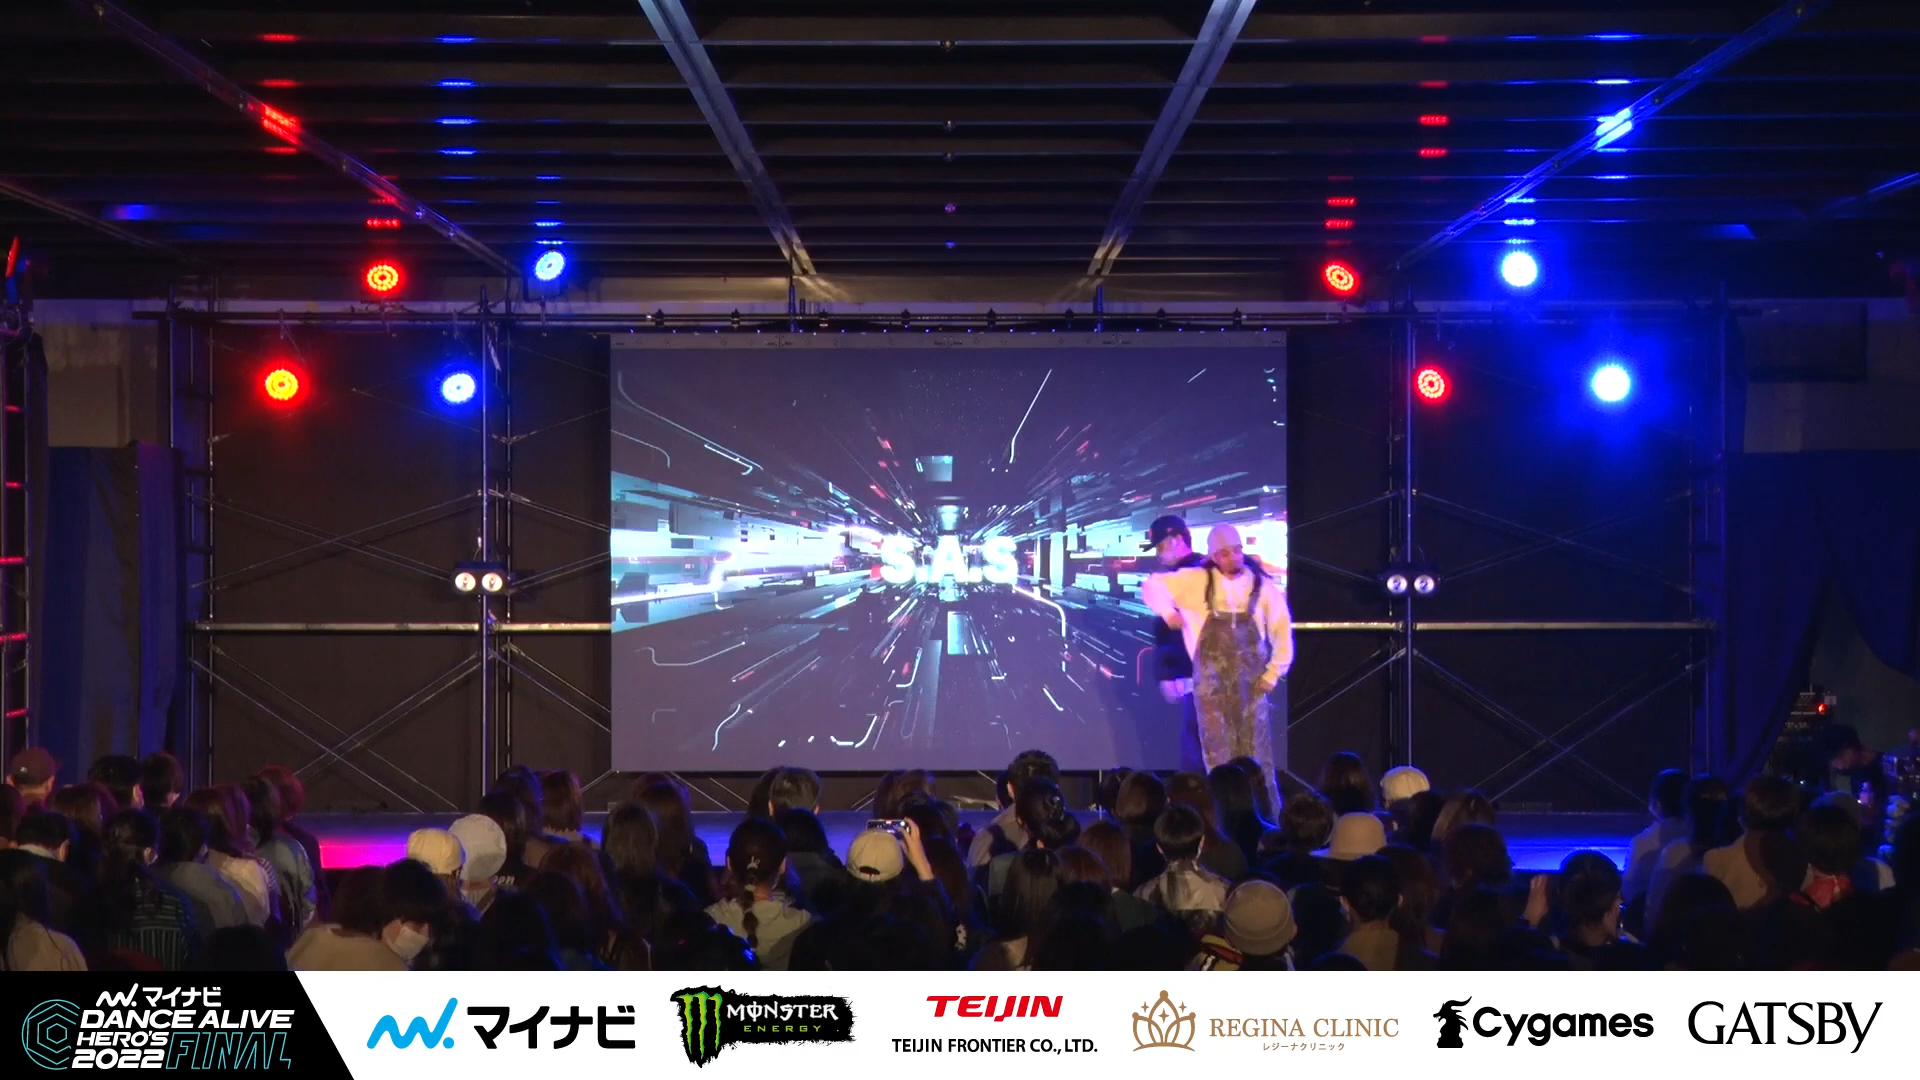 S.A.S
マイナビ
DANCE ALIVE
HERO'S
2022 FINAL
マイナビ
MONSTER
ENERGY
TEIJIN
TEIJIN FRONTIER CO., LTD.
REGINA CLINIC
レジーナクリニック
Cygames
GATSBY